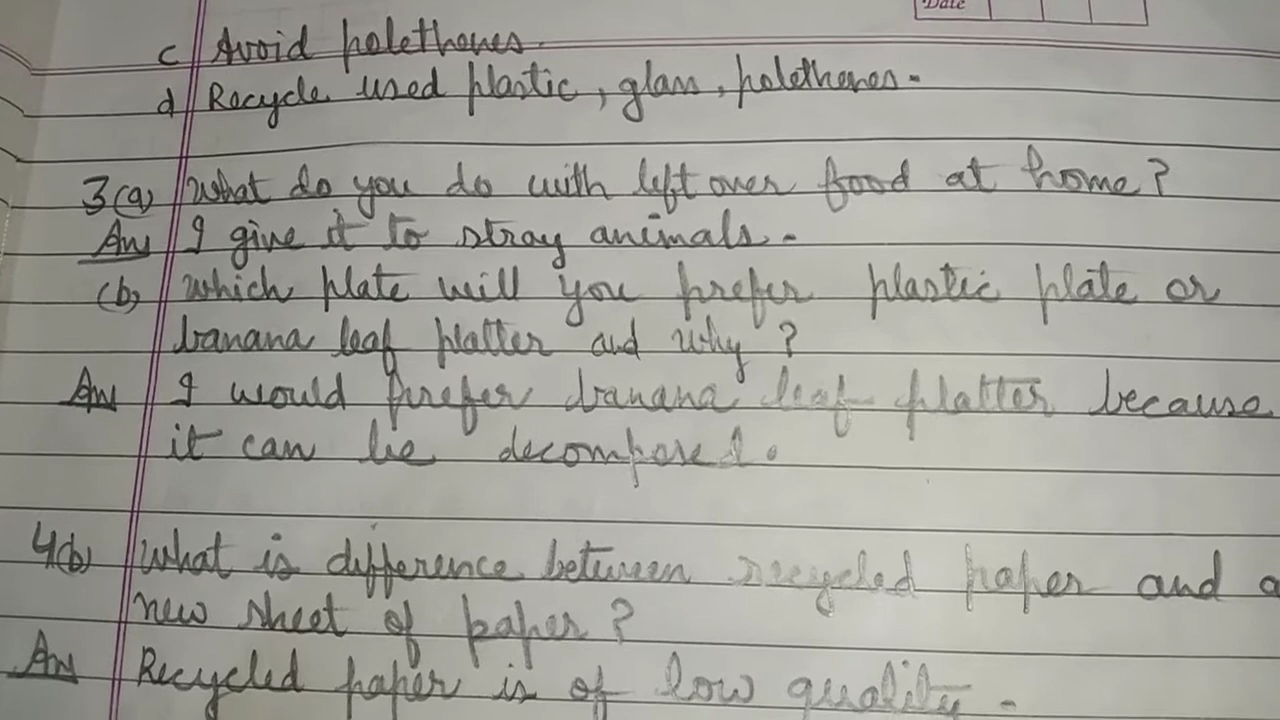 Date
c Avoid polethenes.
d Recycle used plastic, glass, polethenes.
3(a) What do you do with left over food at home?
Ans I give it to stray animals.
(b) which plate will you prefer plastic plate or
banana leaf platter and why?
Ans I would prefer banana leaf platter because
it can be decomposed.
4(b) What is difference between recycled paper and a
new sheet of paper?
Ans Recycled paper is of low quality.